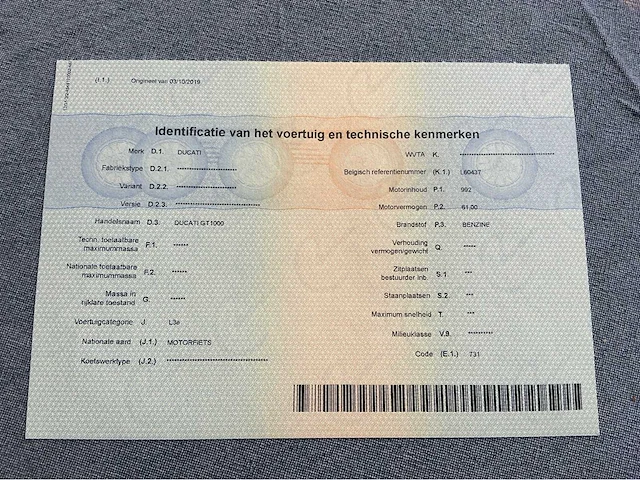 (I.1.) Origineel van 03/10/2019
Identificatie van het voertuig en technische kenmerken
Merk D.1. DUCATI
Fabriekstype D.2.1. ******************
Variant D.2.2. ******************
Versie D.2.3. *************************
Handelsnaam D.3. DUCATI GT1000
Techn. toelaatbare
maximummassa F.1. ******
Nationale toelaatbare
maximummassa F.2. ******
Massa in
rijklare toestand G. ******
Voertuigcategorie J. L3e
Nationale aard (J.1.) MOTORFIETS
Koetswerktype (J.2.) ******************************
WVTA K. ******************************
Belgisch referentienummer (K.1.) L6043T
Motorinhoud P.1. 992
Motorvermogen P.2. 61,00
Brandstof P.3. BENZINE
Verhouding
vermogen/gewicht Q. *****
Zitplaatsen
bestuurder inb. S.1 ***
Staanplaatsen S.2. ***
Maximum snelheid T. ***
Milieuklasse V.9. **********
Code (E.1.) 731